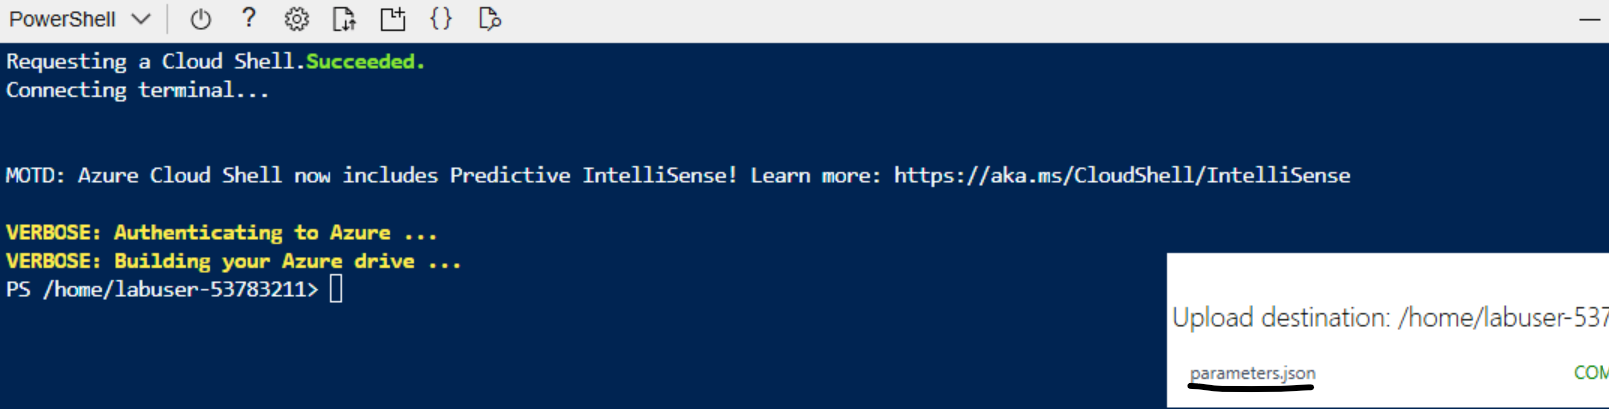 PowerShell
?
{}
Requesting a Cloud Shell.Succeeded.
Connecting terminal...
MOTD: Azure Cloud Shell now includes Predictive IntelliSense! Learn more: https://aka.ms/CloudShell/IntelliSense
VERBOSE: Authenticating to Azure ...
VERBOSE: Building your Azure drive ...
PS /home/labuser-53783211>
Upload destination: /home/labuser-537
parameters.json
COM